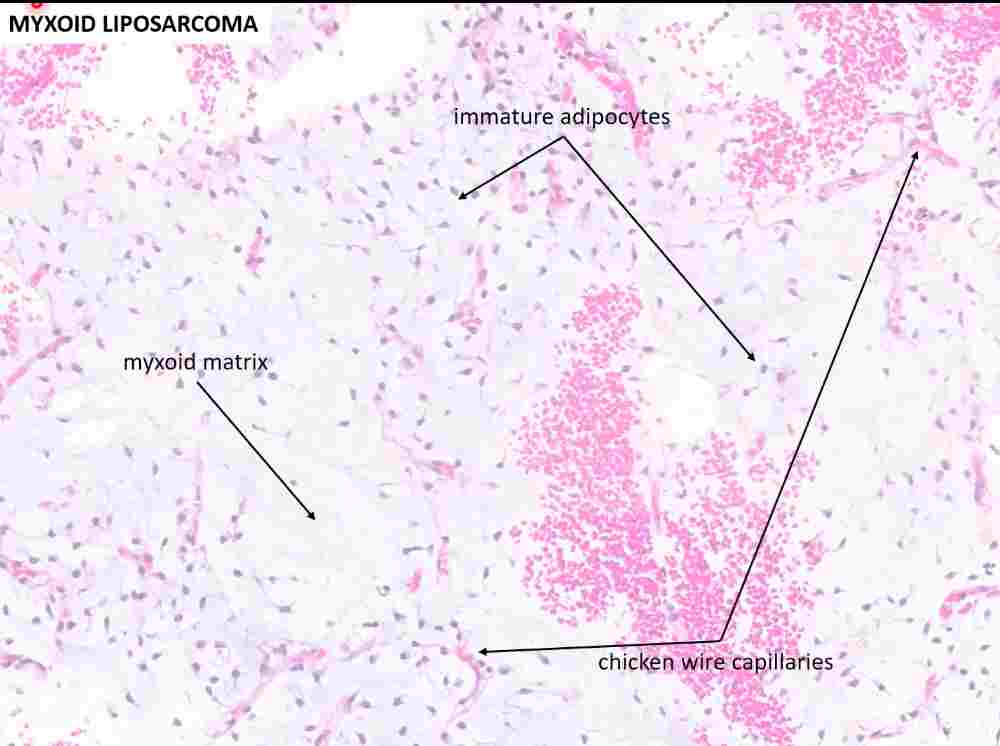 MYXOID LIPOSARCOMA
immature adipocytes
myxoid matrix
chicken wire capillaries